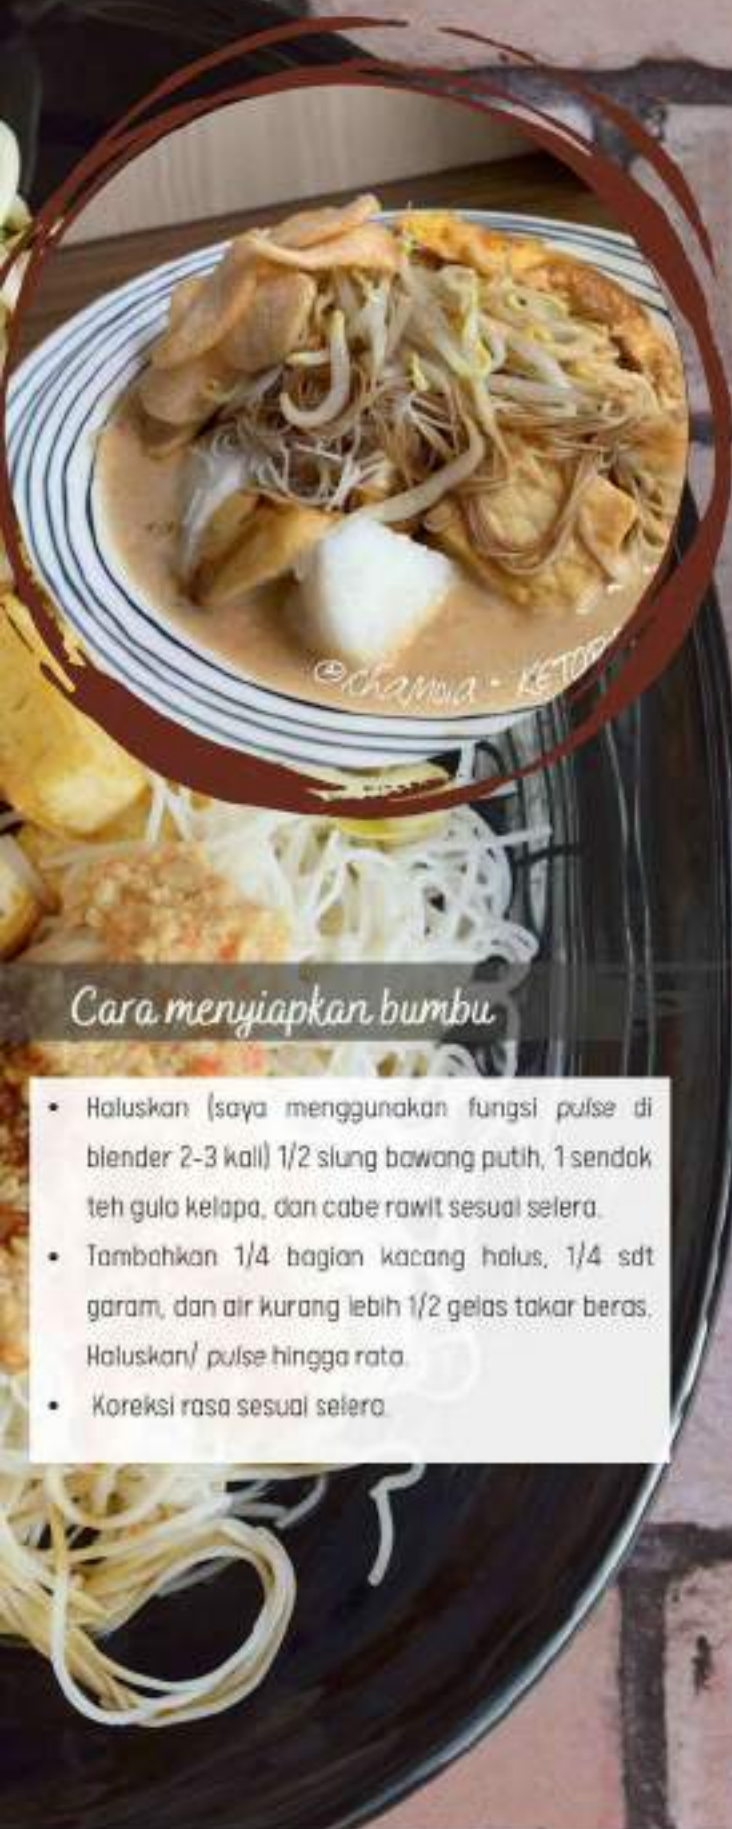 @chamola - KETOP
Cara menyiapkan bumbu
• Haluskan (saya menggunakan fungsi pulse di
blender 2-3 kali) 1/2 siung bawang putih, 1 sendok
teh gula kelapa, dan cabe rawit sesuai selera.
• Tambahkan 1/4 bagian kacang halus, 1/4 sdt
garam, dan air kurang lebih 1/2 gelas takar beras.
Haluskan/ pulse hingga rata.
• Koreksi rasa sesuai selera.